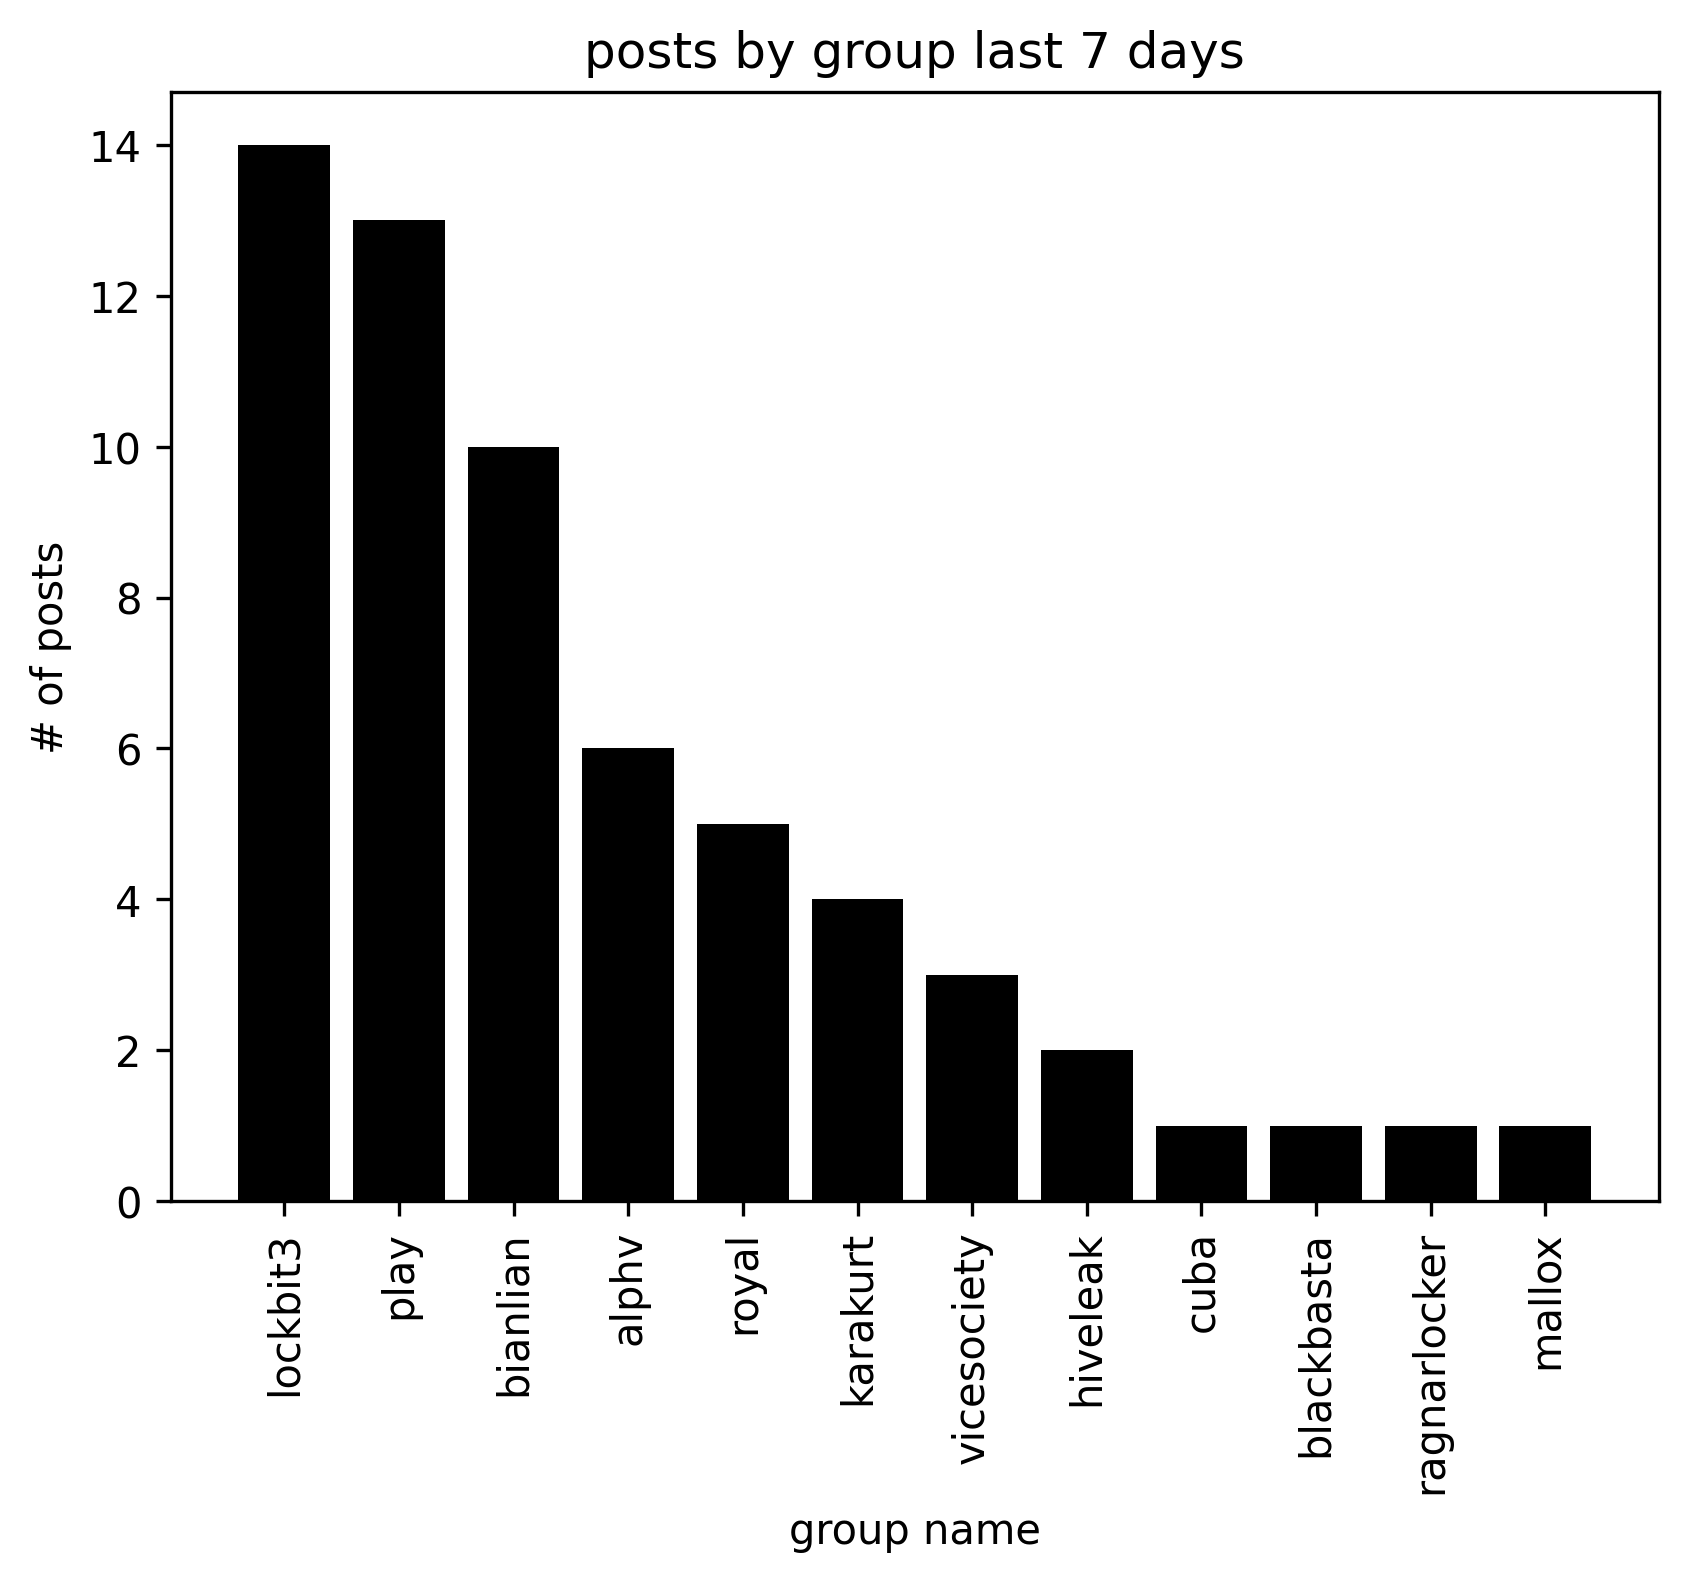 posts by group last 7 days
14
12
10
8
6
4
2
0
# of posts
lockbit3
play
bianlian
alphv
royal
karakurt
vicesociety
hiveleak
cuba
blackbasta
ragnarlocker
mallox
group name